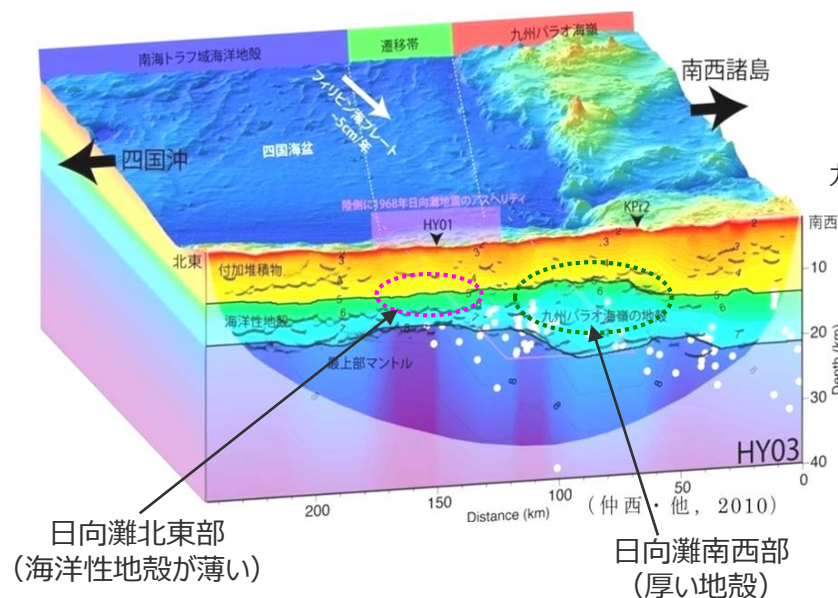 南海トラフ域海洋地殻
遷移帯
九州パラオ海嶺
南西諸島
フィリピン海プレート
~5cm/年
四国海盆
四国沖
陸側に1968年日向灘地震のアスペリティ
HY01
KPr2
北東
南西
付加堆積物
海洋性地殻
九州パラオ海嶺の地殻
最上部マントル
10
20
30
40
Depth (km)
HY03
200
150
100
50
0
Distance (km)
(仲西・他, 2010)
日向灘北東部
(海洋性地殻が薄い)
日向灘南西部
(厚い地殻)